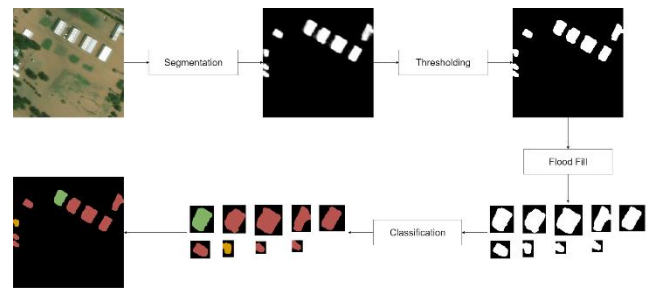 Segmentation
Thresholding
Flood Fill
Classification